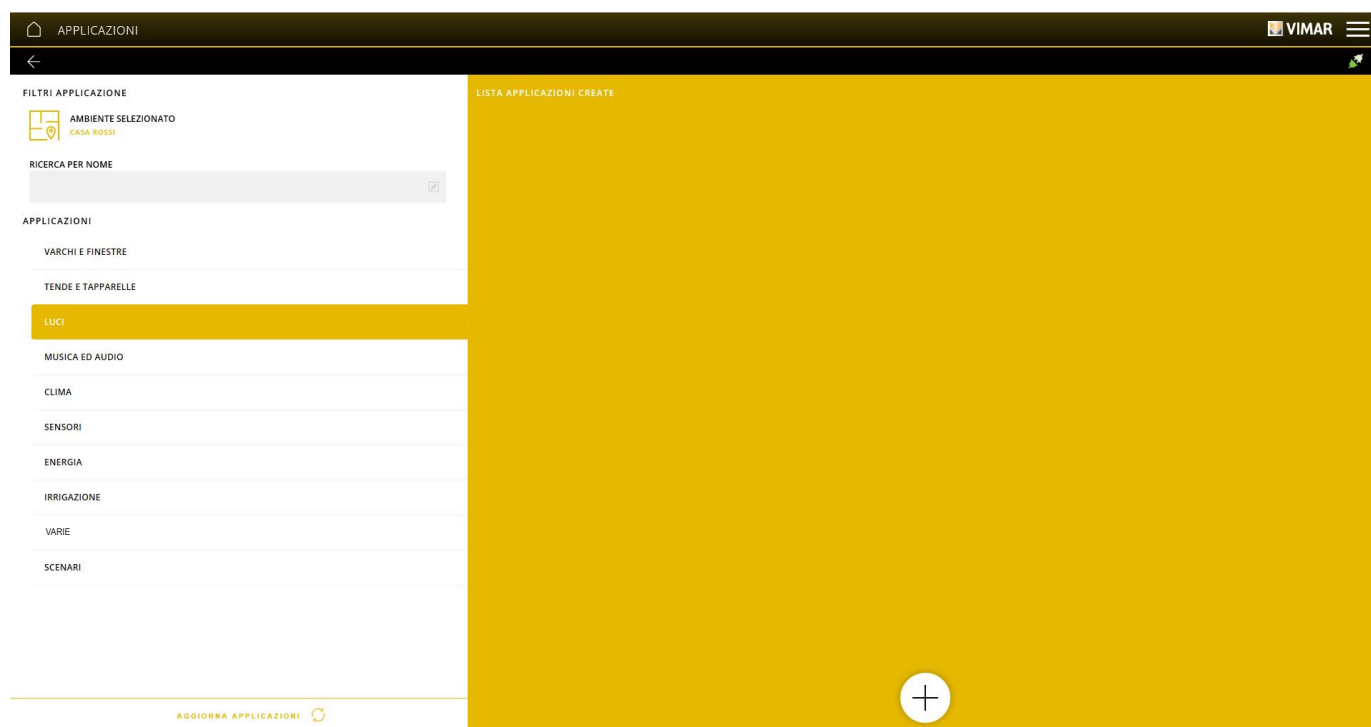 APPLICAZIONI
VIMAR
FILTRI APPLICAZIONE
AMBIENTE SELEZIONATO
CASA ROSSI
RICERCA PER NOME
APPLICAZIONI
VARCHI E FINESTRE
TENDE E TAPPARELLE
LUCI
MUSICA ED AUDIO
CLIMA
SENSORI
ENERGIA
IRRIGAZIONE
VARIE
SCENARI
AGGIORNA APPLICAZIONI
LISTA APPLICAZIONI CREATE